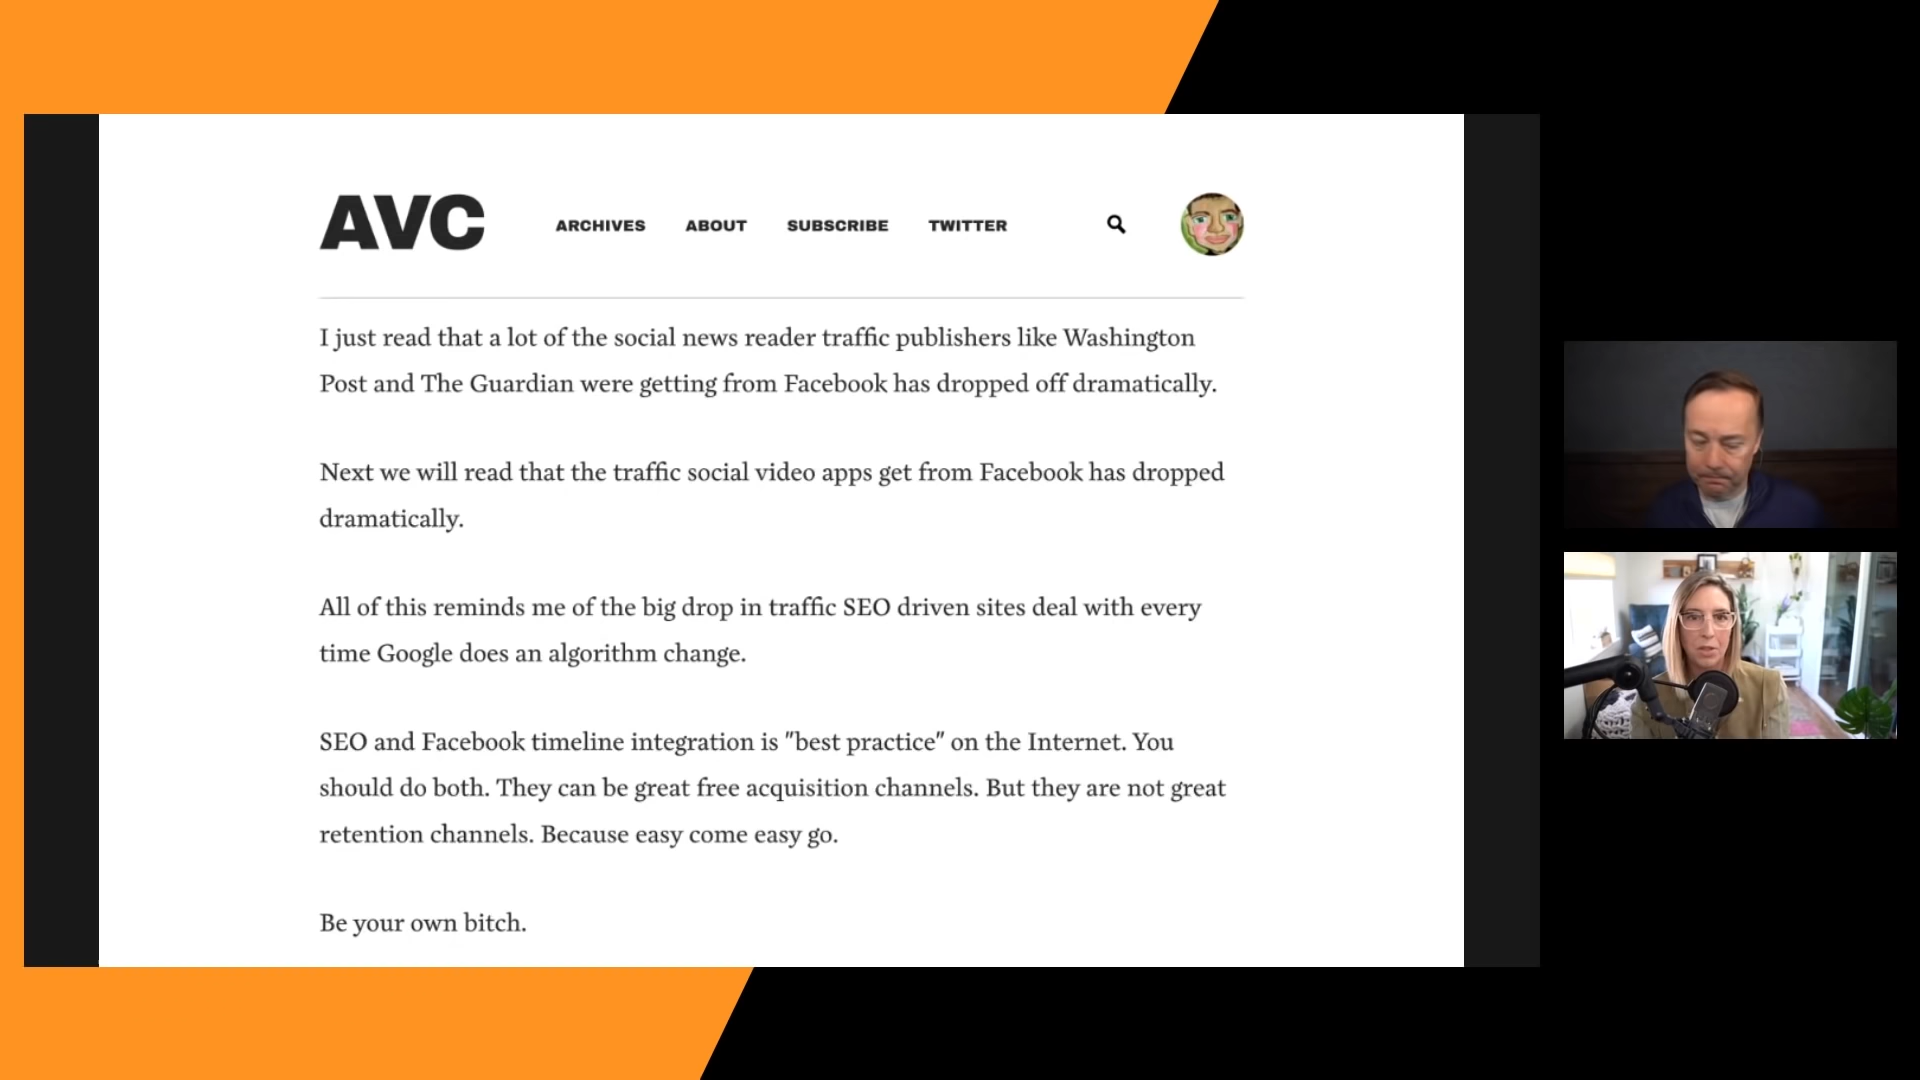 AVC
ARCHIVES ABOUT SUBSCRIBE TWITTER
I just read that a lot of the social news reader traffic publishers like Washington
Post and The Guardian were getting from Facebook has dropped off dramatically.
Next we will read that the traffic social video apps get from Facebook has dropped
dramatically.
All of this reminds me of the big drop in traffic SEO driven sites deal with every
time Google does an algorithm change.
SEO and Facebook timeline integration is "best practice" on the Internet. You
should do both. They can be great free acquisition channels. But they are not great
retention channels. Because easy come easy go.
Be your own bitch.